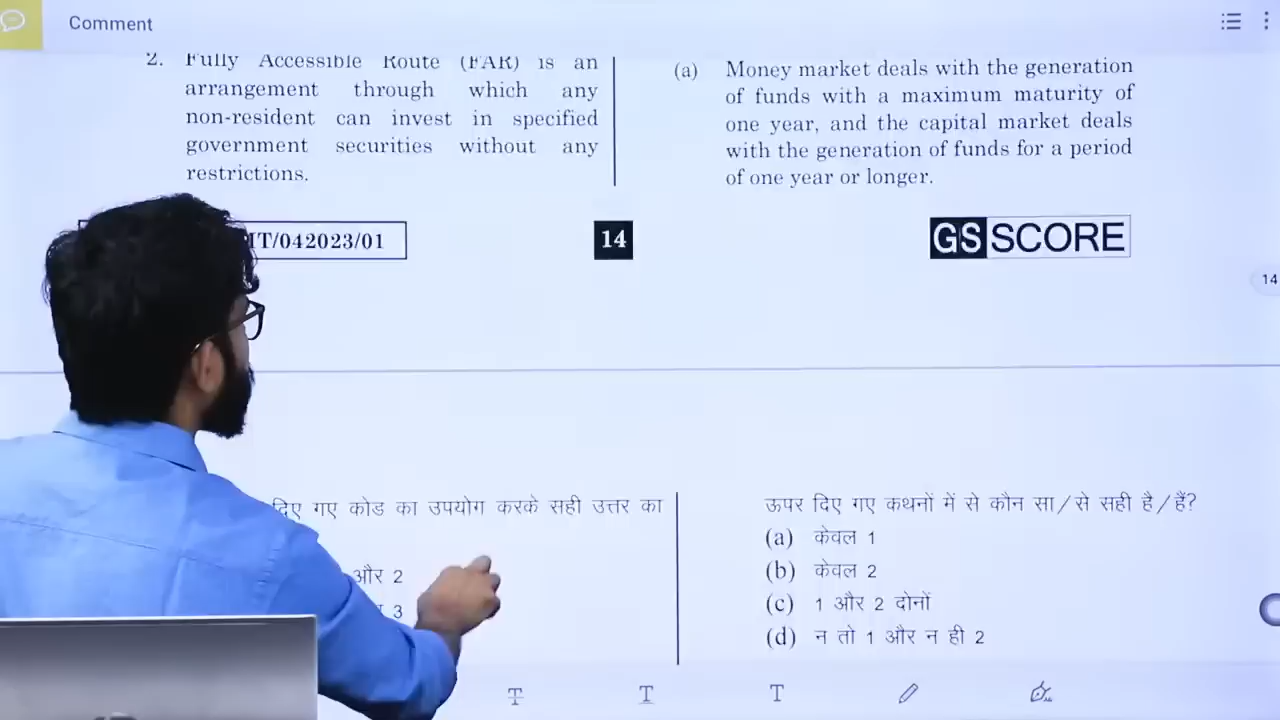 Comment
2. Fully Accessible Route (FAR) is an
arrangement through which any
non-resident can invest in specified
government securities without any
restrictions.
(a) Money market deals with the generation
of funds with a maximum maturity of
one year, and the capital market deals
with the generation of funds for a period
of one year or longer.
IT/042023/01
14
GS SCORE
14
दिए गए कोड का उपयोग करके सही उत्तर का
और 2
3
ऊपर दिए गए कथनों में से कौन सा/से सही है/हैं?
(a) केवल 1
(b) केवल 2
(c) 1 और 2 दोनों
(d) न तो 1 और न ही 2
T
T
T